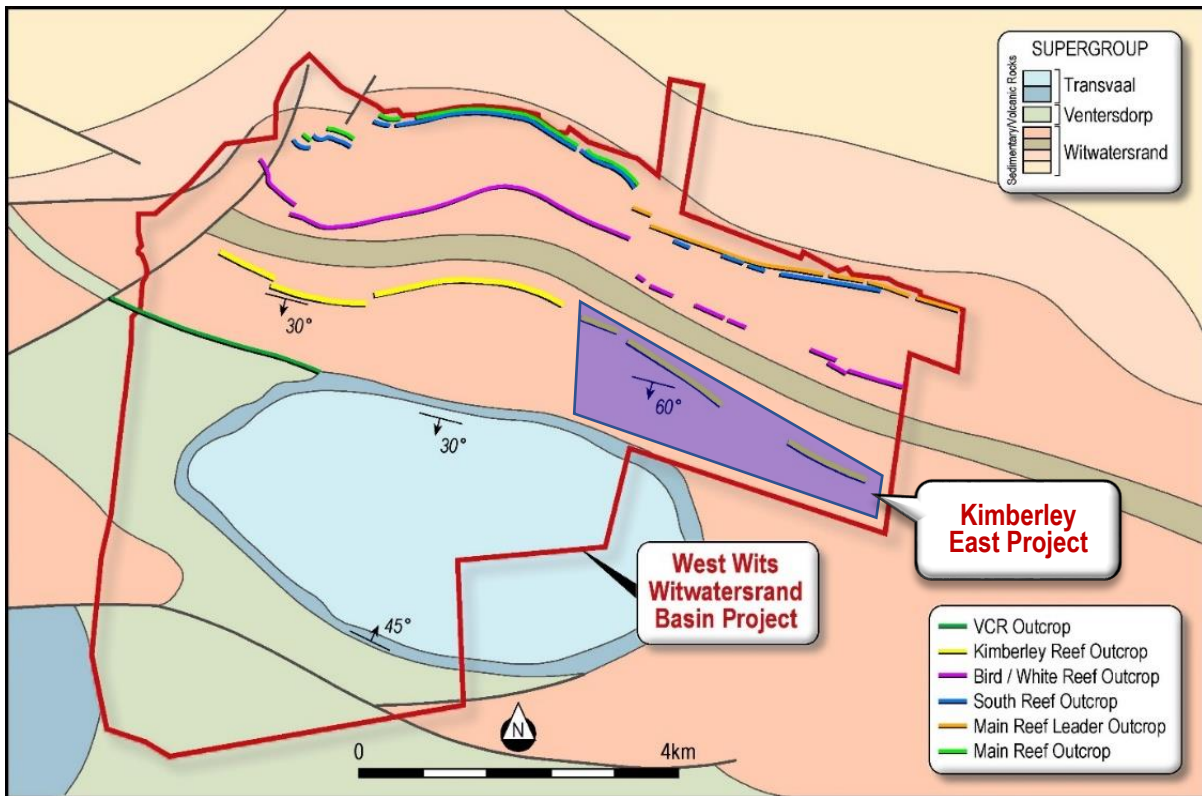 SUPERGROUP
Sedimentary/Volcanic Rocks
Transvaal
Ventersdorp
Witwatersrand
30°
60°
30°
45°
Kimberley
East Project
West Wits
Witwatersrand
Basin Project
VCR Outcrop
Kimberley Reef Outcrop
Bird / White Reef Outcrop
South Reef Outcrop
Main Reef Leader Outcrop
Main Reef Outcrop
N
0
4km